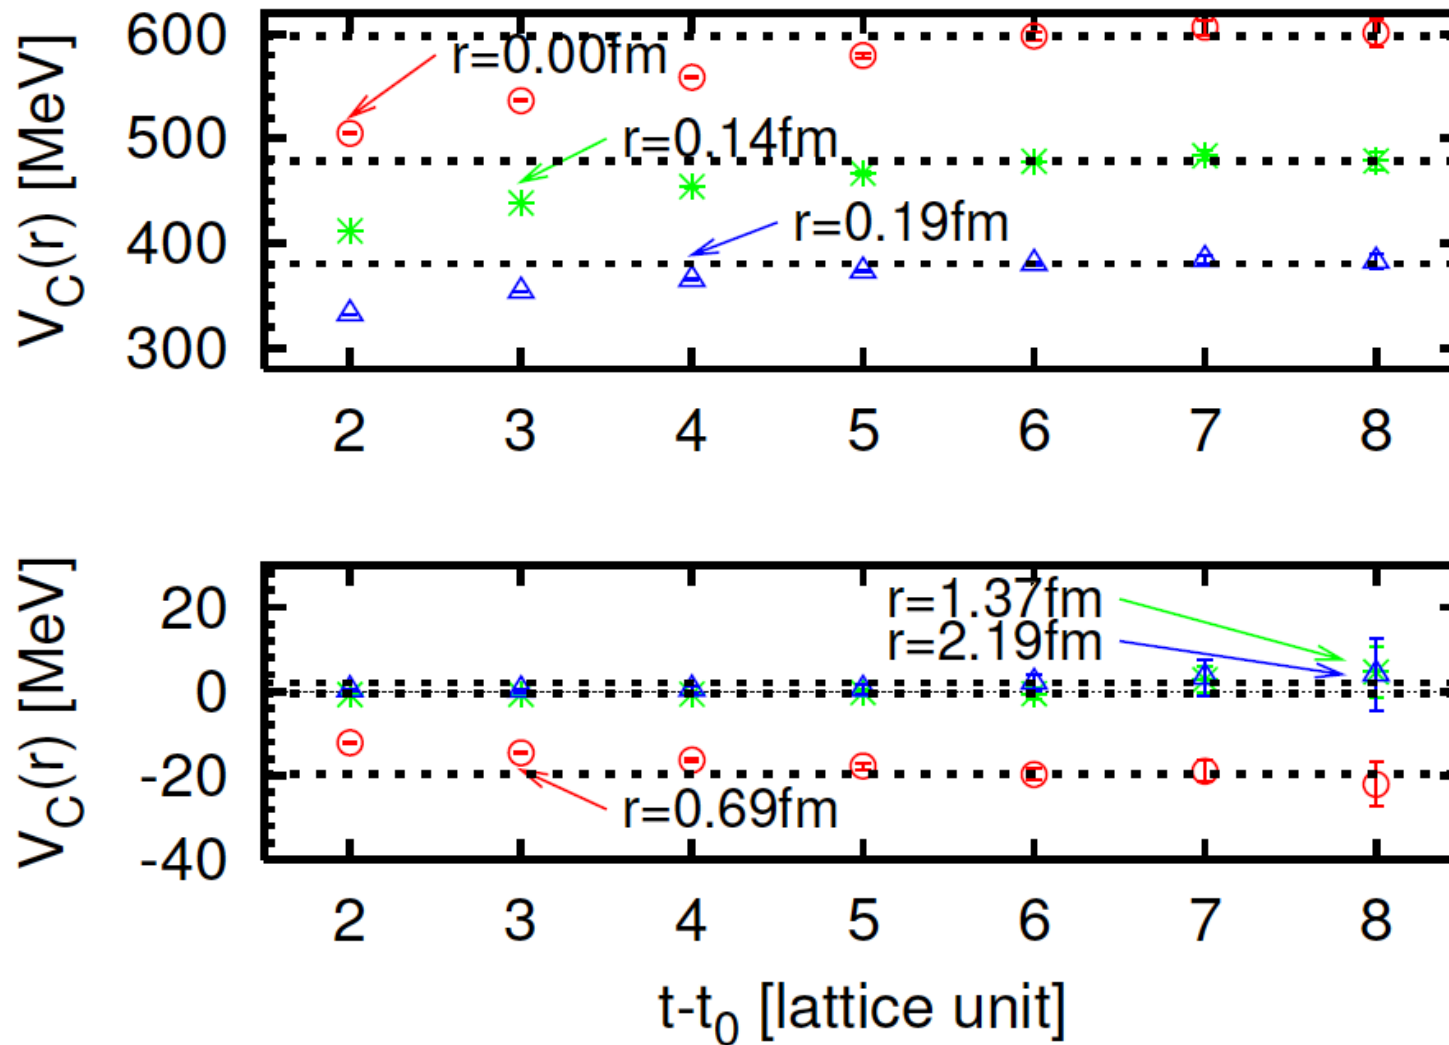 V_C(r) [MeV]
600
500
400
300
r=0.00fm
r=0.14fm
r=0.19fm
2 3 4 5 6 7 8
V_C(r) [MeV]
20
0
-20
-40
r=1.37fm
r=2.19fm
r=0.69fm
2 3 4 5 6 7 8
t-t_0 [lattice unit]